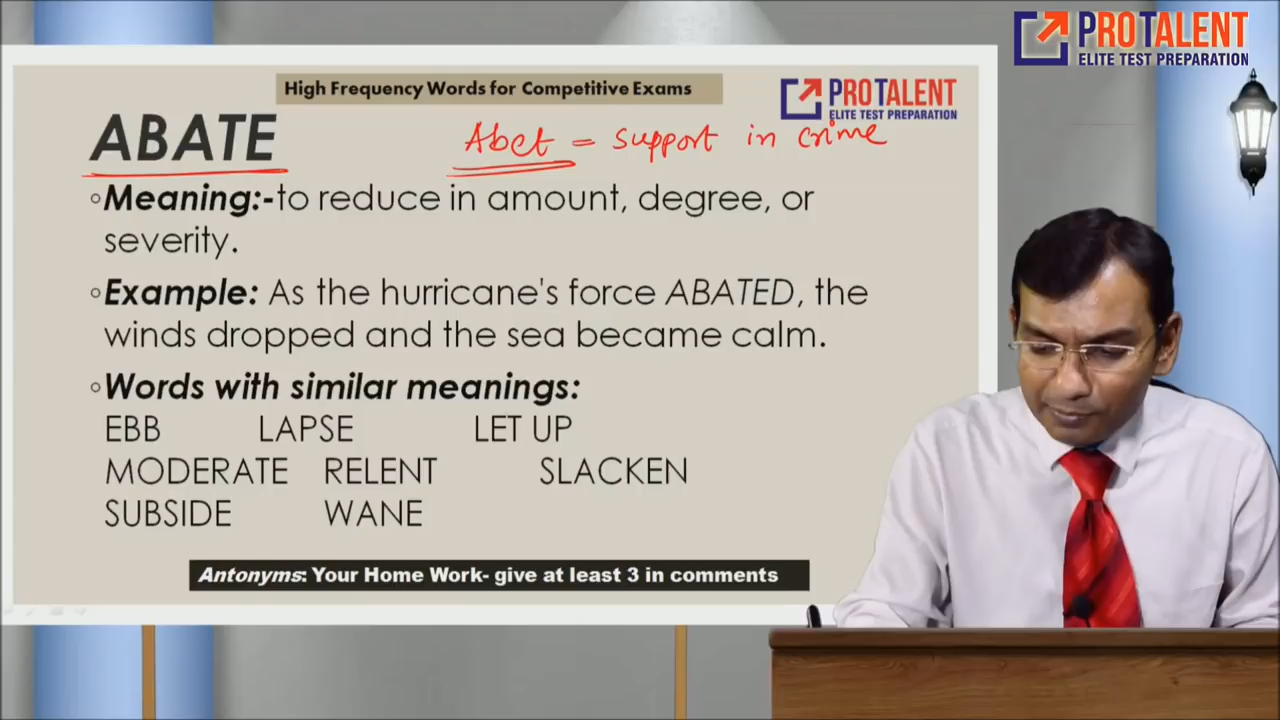 PROTALENT
ELITE TEST PREPARATION
High Frequency Words for Competitive Exams
PROTALENT
ELITE TEST PREPARATION
ABATE
Abet = support in crime
◦Meaning:-to reduce in amount, degree, or
severity.
◦Example: As the hurricane's force ABATED, the
winds dropped and the sea became calm.
◦Words with similar meanings:
EBB LAPSE LET UP
MODERATE RELENT SLACKEN
SUBSIDE WANE
Antonyms: Your Home Work- give at least 3 in comments